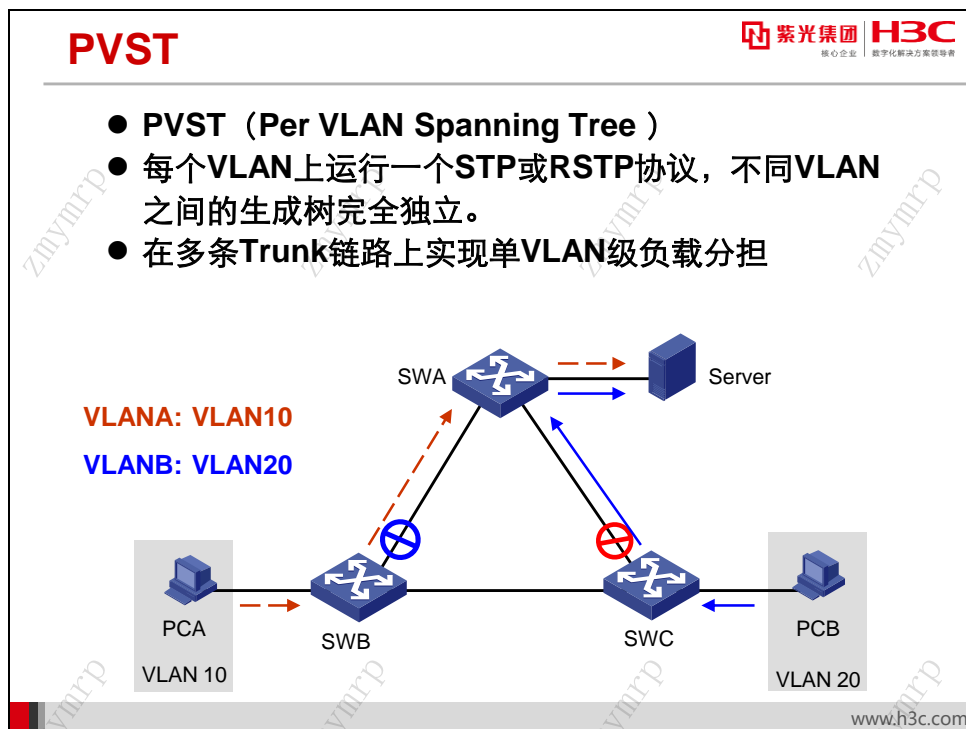 PVST
紫光集团
核心企业
H3C
数字化解决方案领导者
● PVST（Per VLAN Spanning Tree ）
● 每个VLAN上运行一个STP或RSTP协议，不同VLAN
之间的生成树完全独立。
● 在多条Trunk链路上实现单VLAN级负载分担
zmymrp
zmymrp
zmymrp
zmymrp
SWA
Server
VLANA: VLAN10
VLANB: VLAN20
PCA
VLAN 10
SWB
SWC
PCB
VLAN 20
www.h3c.com